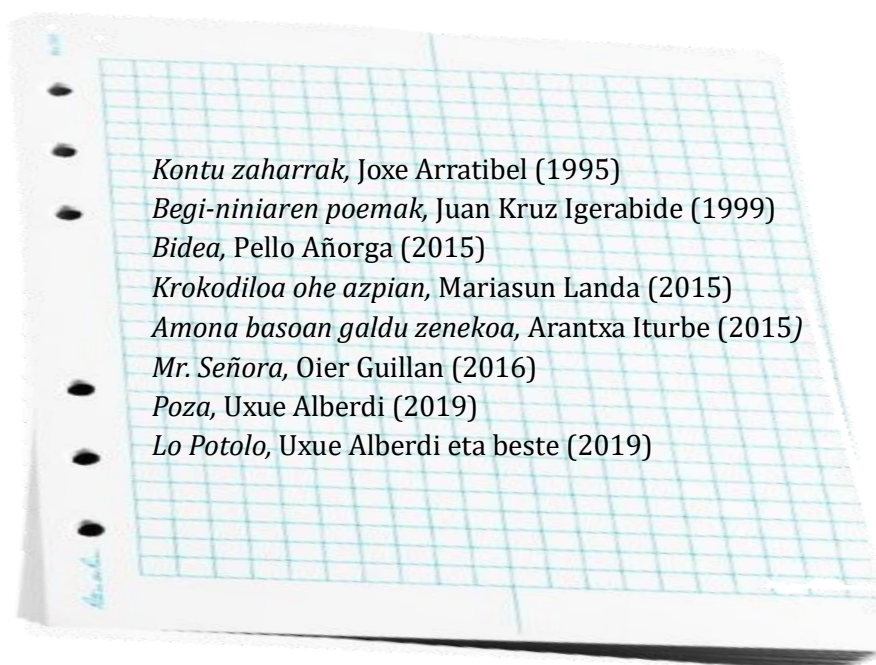 Kontu zaharrak, Joxe Arratibel (1995)
Begi-niniaren poemak, Juan Kruz Igerabide (1999)
Bidea, Pello Añorga (2015)
Krokodiloa ohe azpian, Mariasun Landa (2015)
Amona basoan galdu zenekoa, Arantxa Iturbe (2015)
Mr. Señora, Oier Guillan (2016)
Poza, Uxue Alberdi (2019)
Lo Potolo, Uxue Alberdi eta beste (2019)